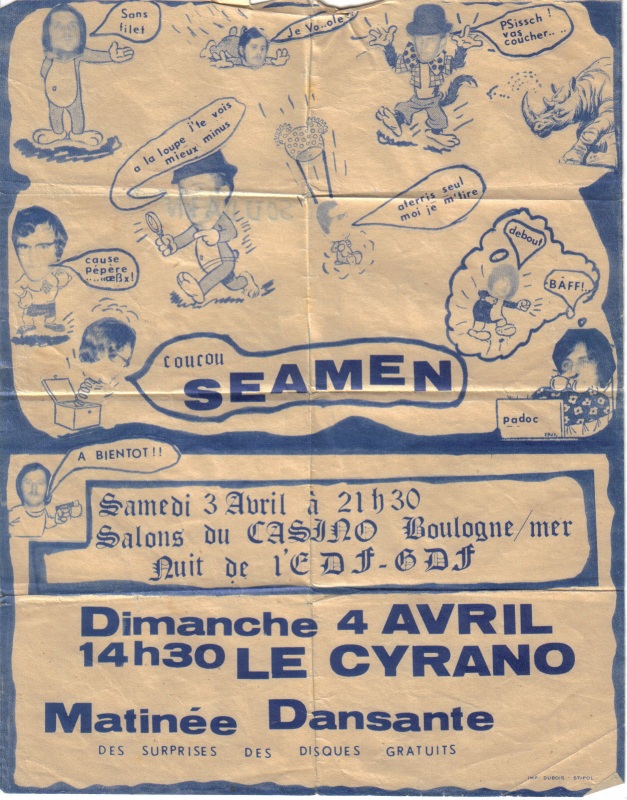 Sans
filet
Je Vo..ole
PSissch !
vas
coucher....
a la loupe j'te vois
mieux minus
aterris seul
moi je m'tire
cause
Pépère
debout
BÀFF!..
coucou
SEAMEN
padoc
A BIENTOT!!
Samedi 3 Avril à 21h30
Salons du CASINO Boulogne/mer
Nuit de l'EDF-GDF
Dimanche 4 AVRIL
14h30 LE CYRANO
Matinée Dansante
DES SURPRISES DES DISQUES GRATUITS
IMP. DUBOIS - ST-POL